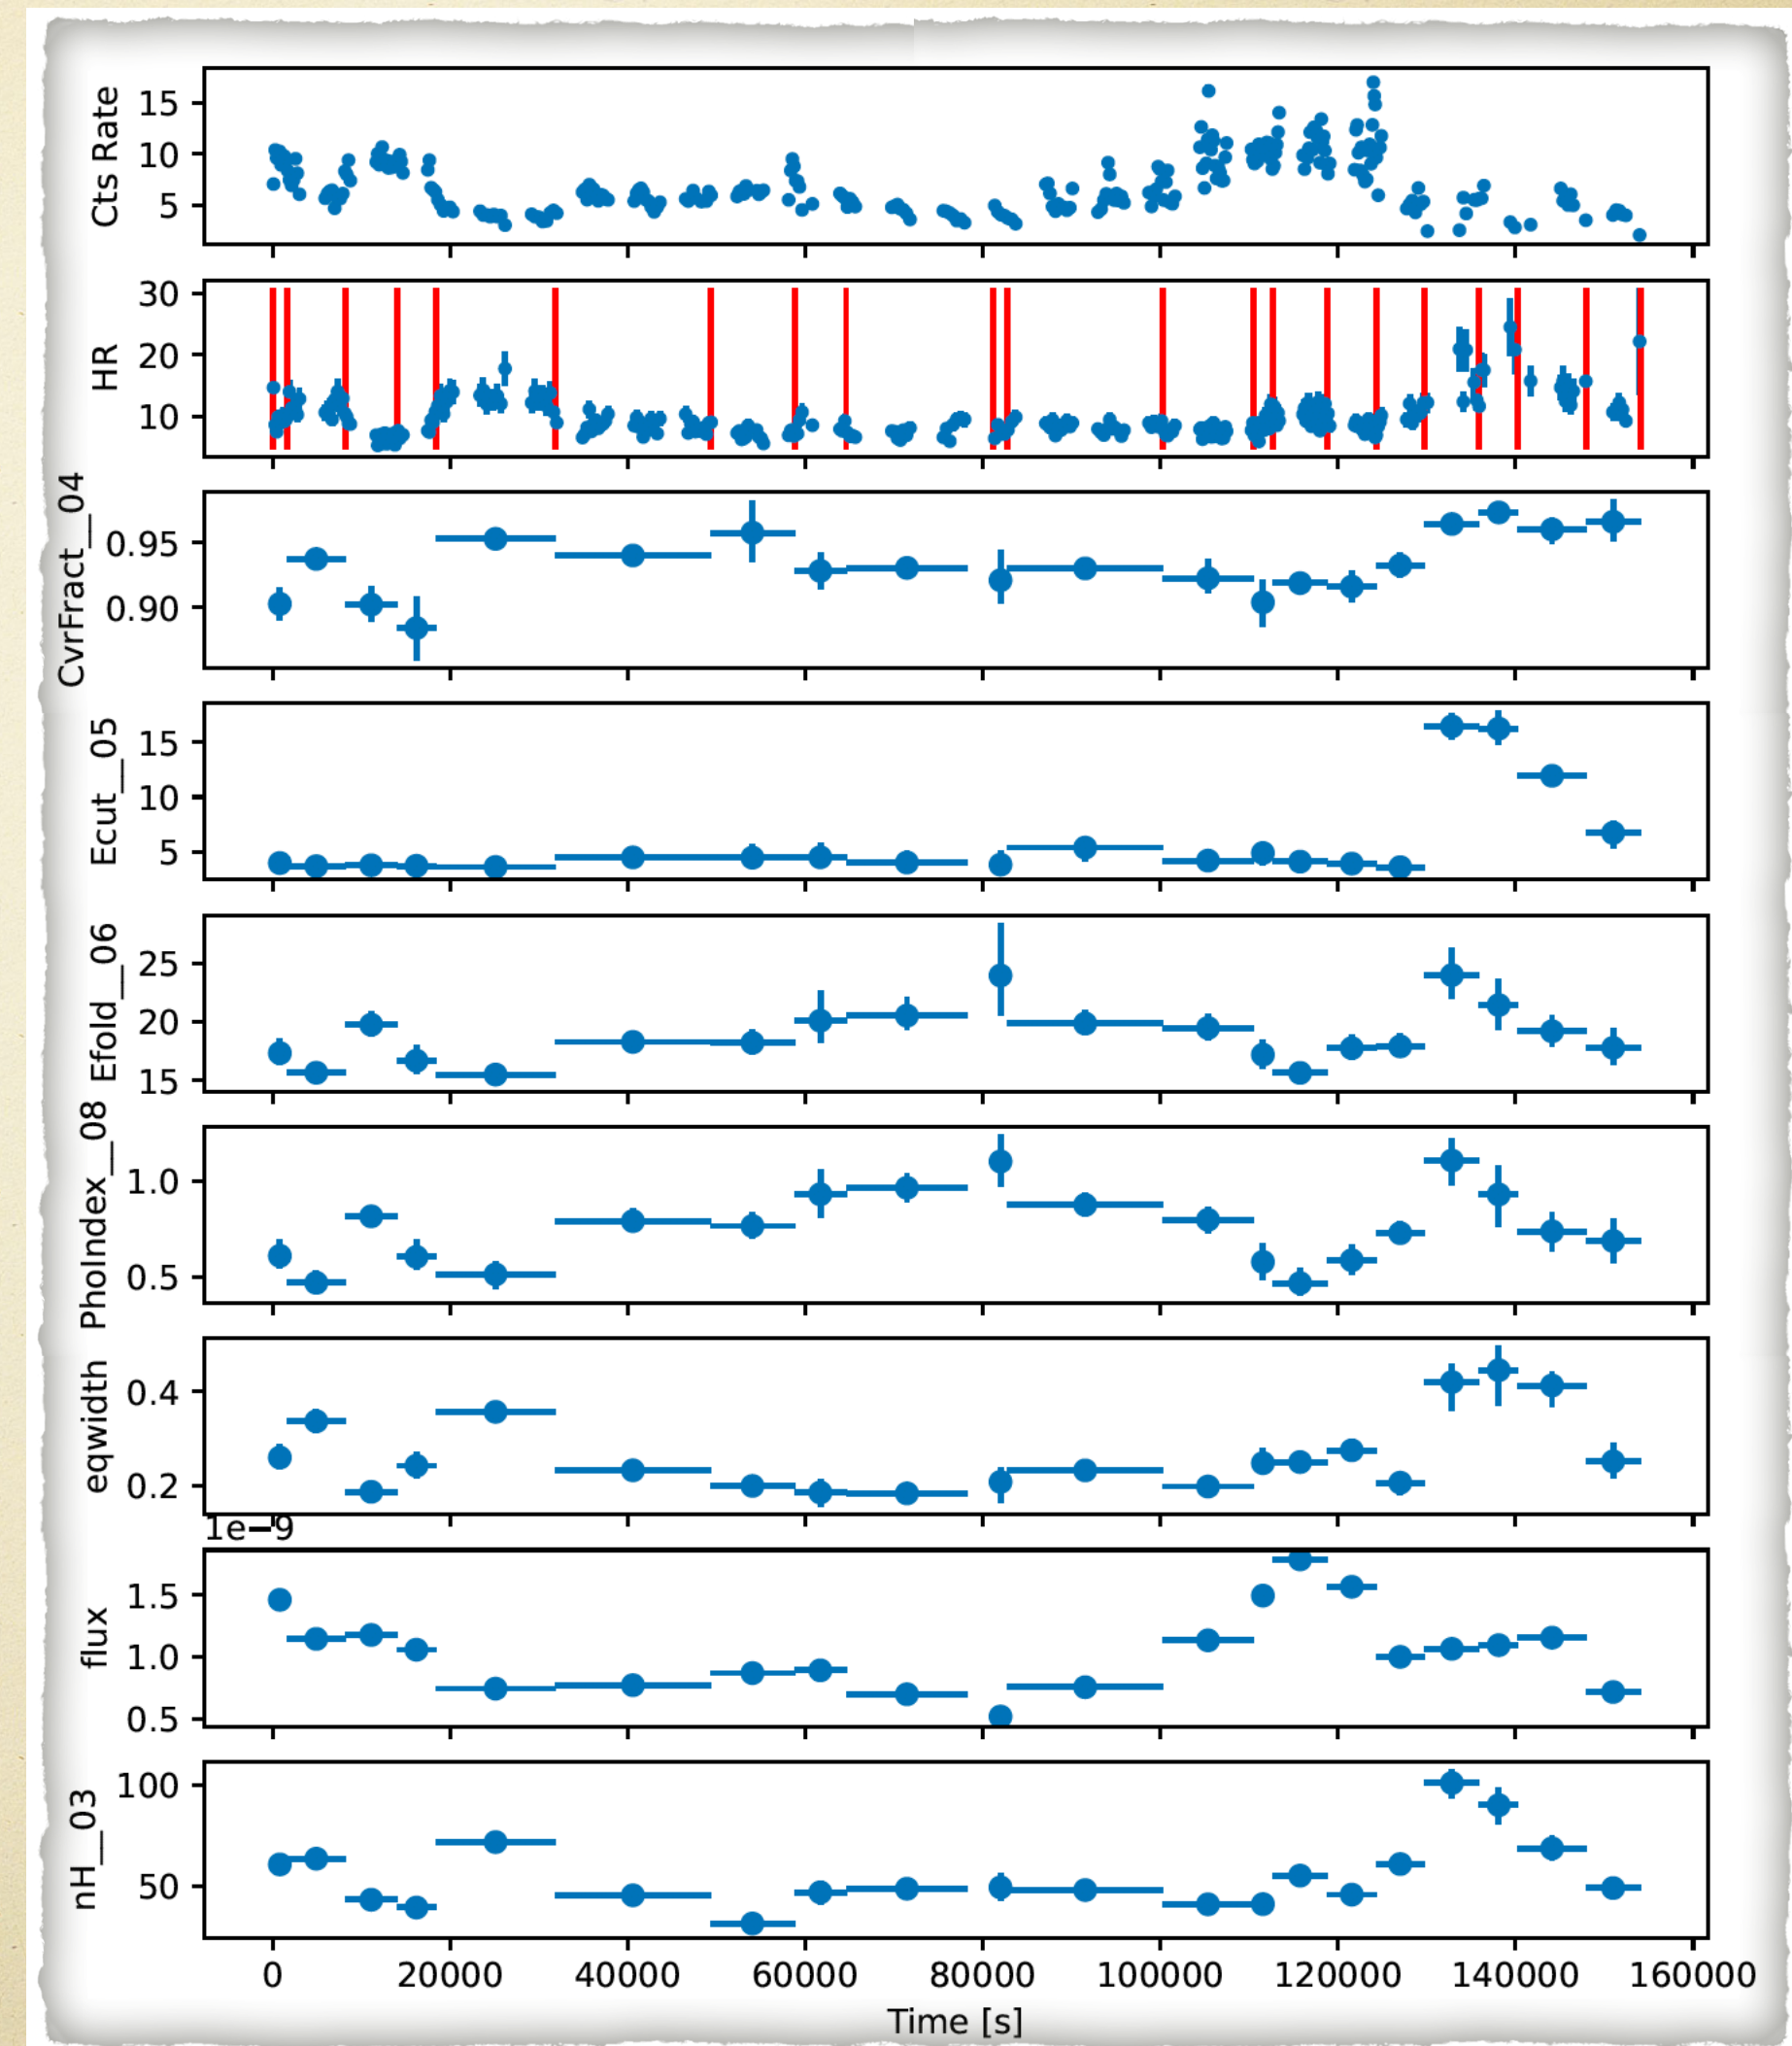 Cts Rate
15
10
5
HR
30
20
10
CvrFract__04
0.95
0.90
Ecut__05
15
10
5
Efold__06
25
20
15
PhoIndex__08
1.0
0.5
eqwidth
0.4
0.2
1e−9
flux
1.5
1.0
0.5
nH__03
100
50
0 20000 40000 60000 80000 100000 120000 140000 160000
Time [s]